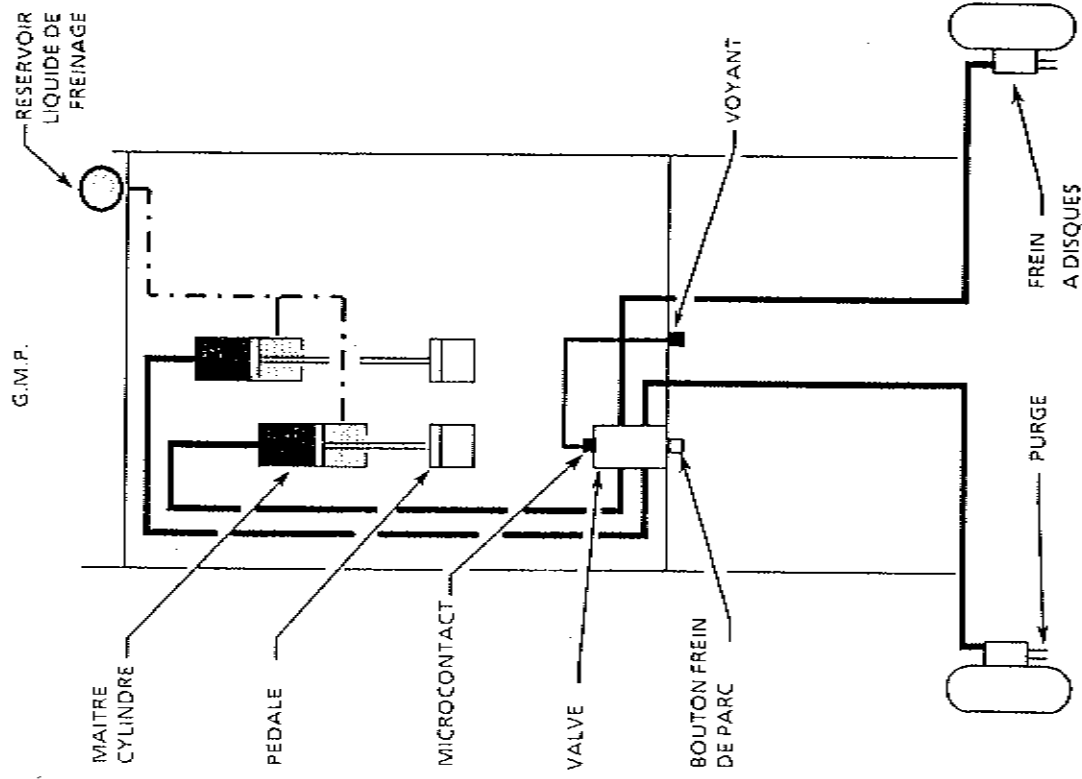 G.M.P.
RESERVOIR
LIQUIDE DE
FREINAGE
MAITRE
CYLINDRE
PEDALE
MICROCONTACT
VALVE
BOUTON FREIN
DE PARC
VOYANT
PURGE
FREIN
A DISQUES